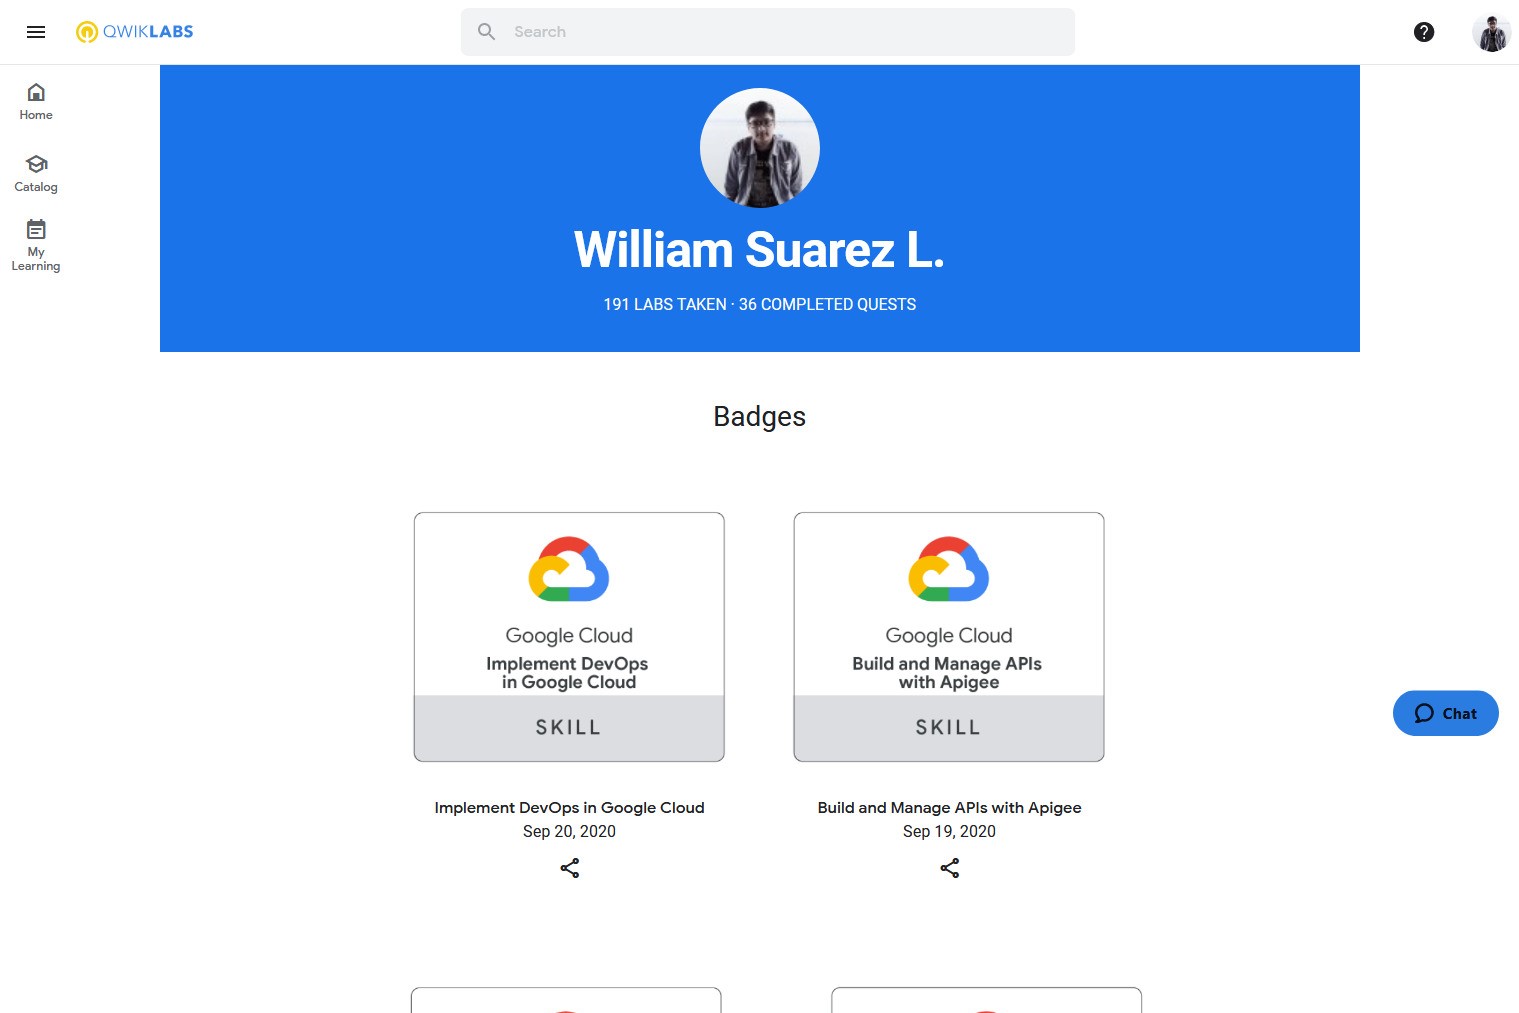 QWIKLABS
Search
Home
Catalog
My
Learning
William Suarez L.
191 LABS TAKEN · 36 COMPLETED QUESTS
Badges
Google Cloud
Implement DevOps
in Google Cloud
SKILL
Implement DevOps in Google Cloud
Sep 20, 2020
Google Cloud
Build and Manage APIs
with Apigee
SKILL
Build and Manage APIs with Apigee
Sep 19, 2020
Chat